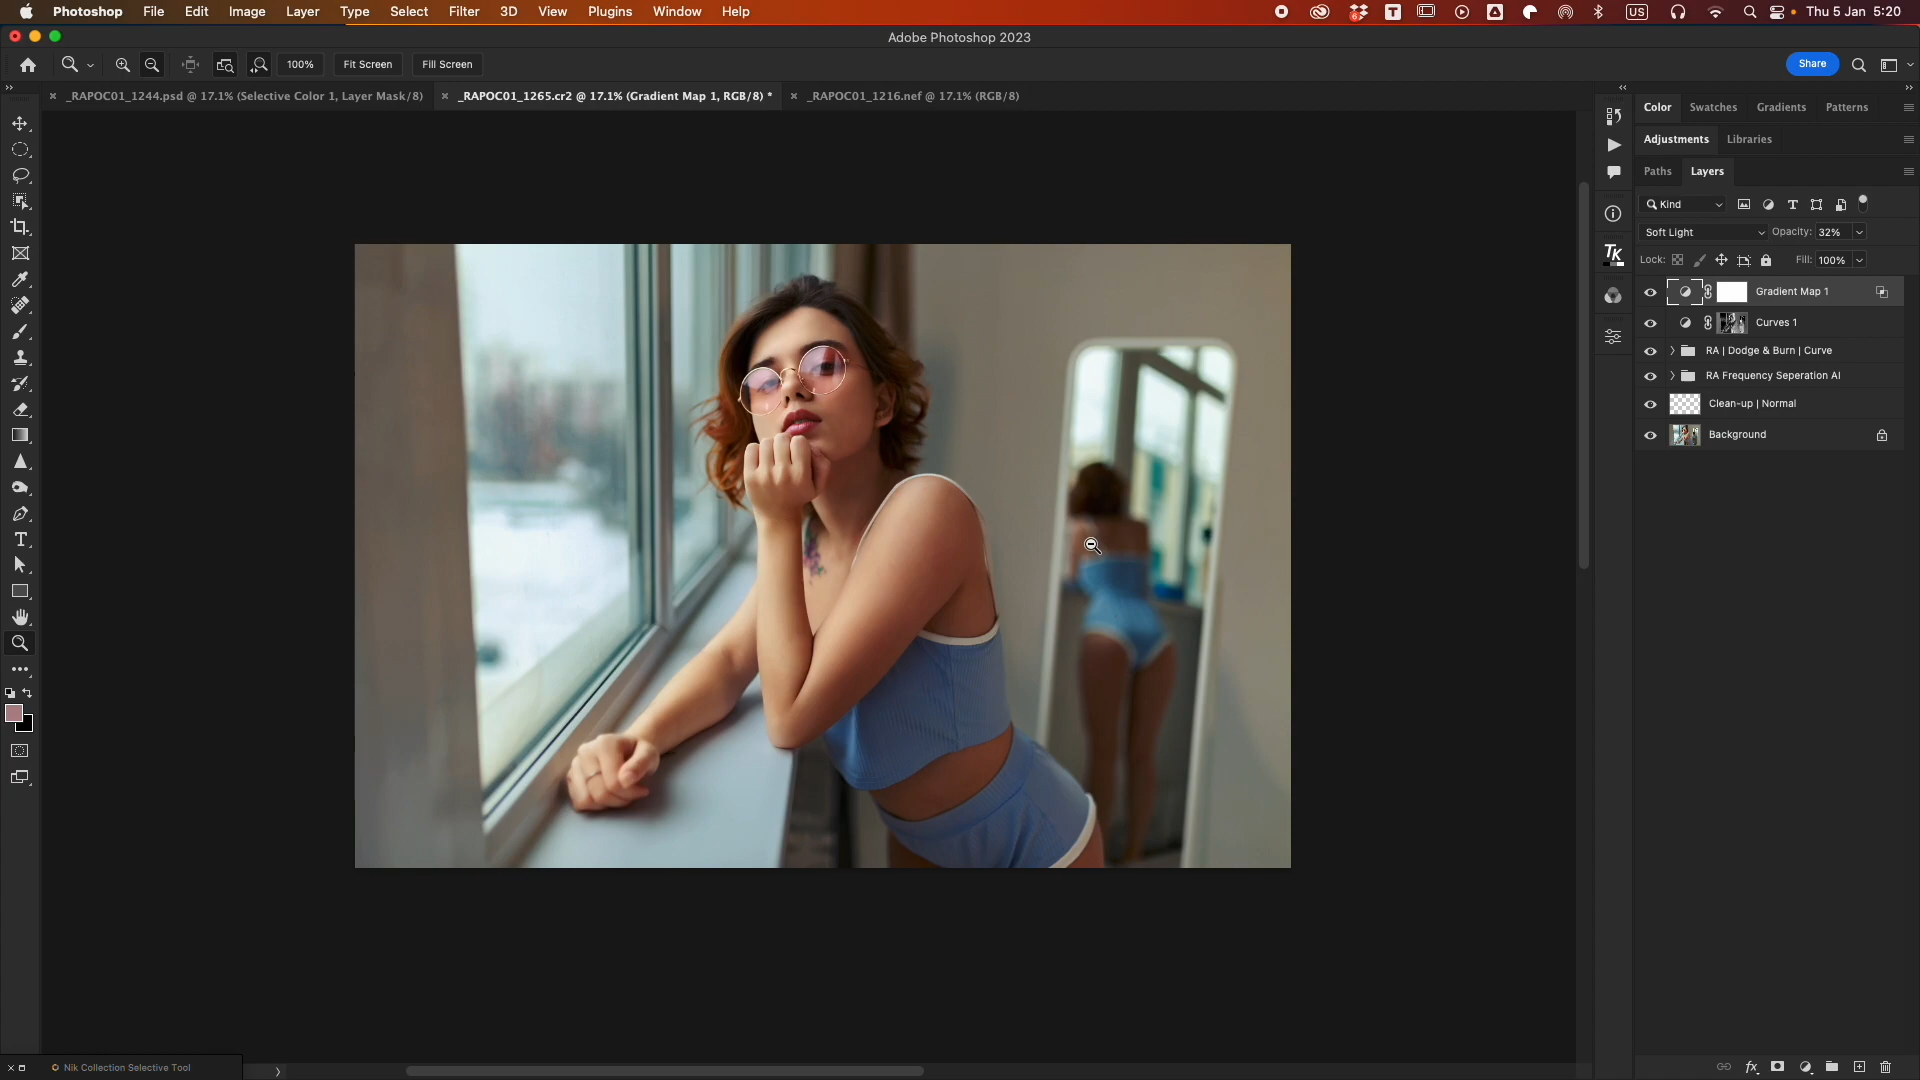 Photoshop File Edit Image Layer Type Select Filter 3D View Plugins Window Help US Thu 5 Jan 5:20
Adobe Photoshop 2023
100% Fit Screen Fill Screen Share
_RAPOC01_1244.psd @ 17.1% (Selective Color 1, Layer Mask/8) _RAPOC01_1265.cr2 @ 17.1% (Gradient Map 1, RGB/8) * _RAPOC01_1216.nef @ 17.1% (RGB/8)
Color Swatches Gradients Patterns
Adjustments Libraries
Paths Layers
Kind
Soft Light Opacity: 32%
Lock: Fill: 100%
TK
Gradient Map 1
Curves 1
RA | Dodge & Burn | Curve
RA Frequency Seperation AI
Clean-up | Normal
Background
Nik Collection Selective Tool
fx